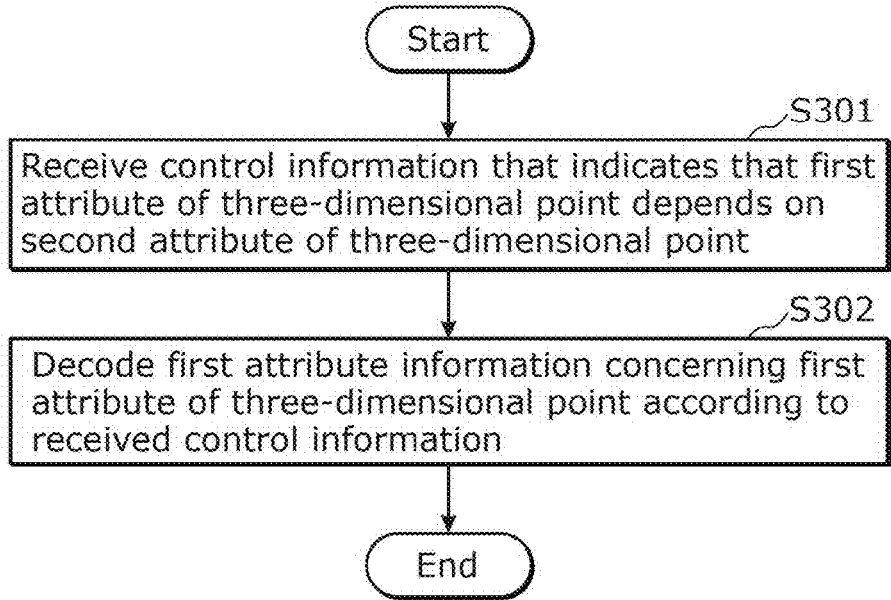 Start
S301
Receive control information that indicates that first
attribute of three-dimensional point depends on
second attribute of three-dimensional point
S302
Decode first attribute information concerning first
attribute of three-dimensional point according to
received control information
End